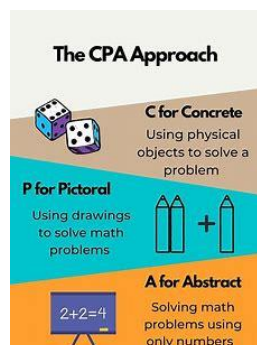 The CPA Approach
C for Concrete
Using physical
objects to solve a
problem
P for Pictoral
Using drawings
to solve math
problems
+
A for Abstract
Solving math
problems using
only numbers
2+2=4